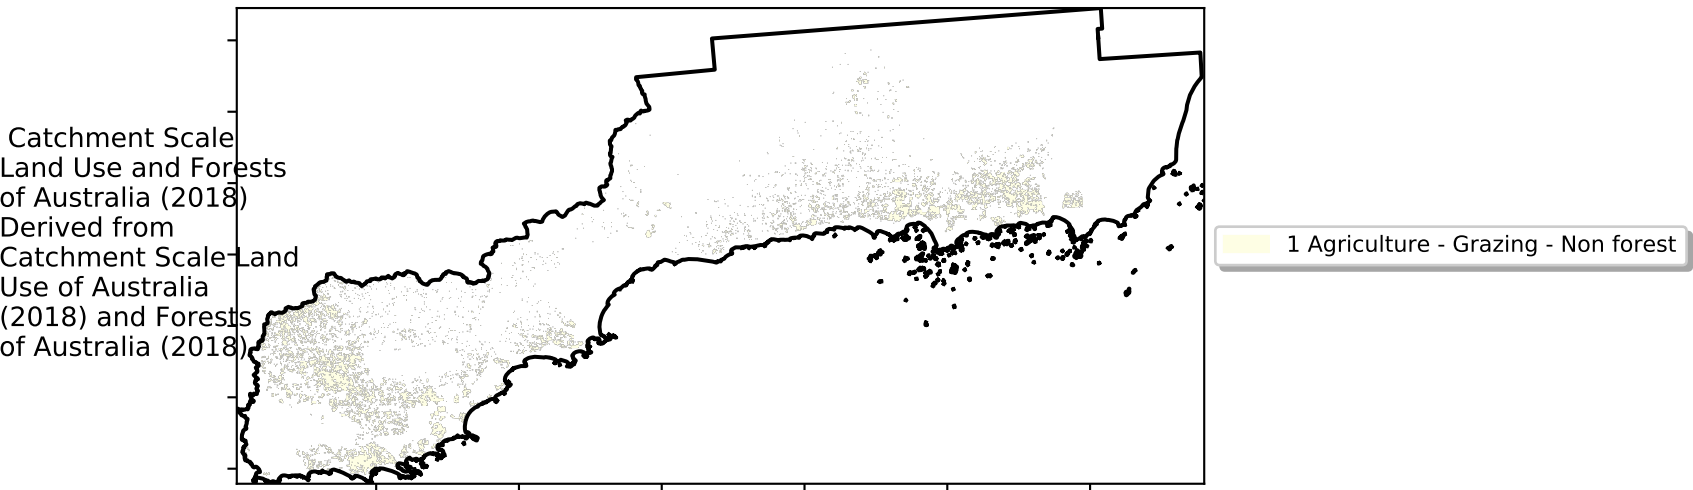 Catchment Scale
Land Use and Forests
of Australia (2018)
Derived from
Catchment Scale Land
Use of Australia
(2018) and Forests
of Australia (2018)
1 Agriculture - Grazing - Non forest